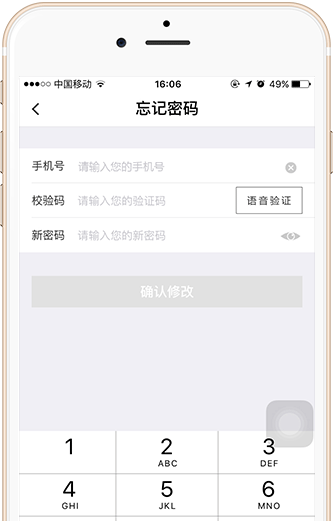 中国移动 16:06 49%
忘记密码
手机号 请输入您的手机号
校验码 请输入您的验证码 语音验证
新密码 请输入您的新密码
确认修改
1 2 3
ABC DEF
4 5 6
GHI JKL MNO